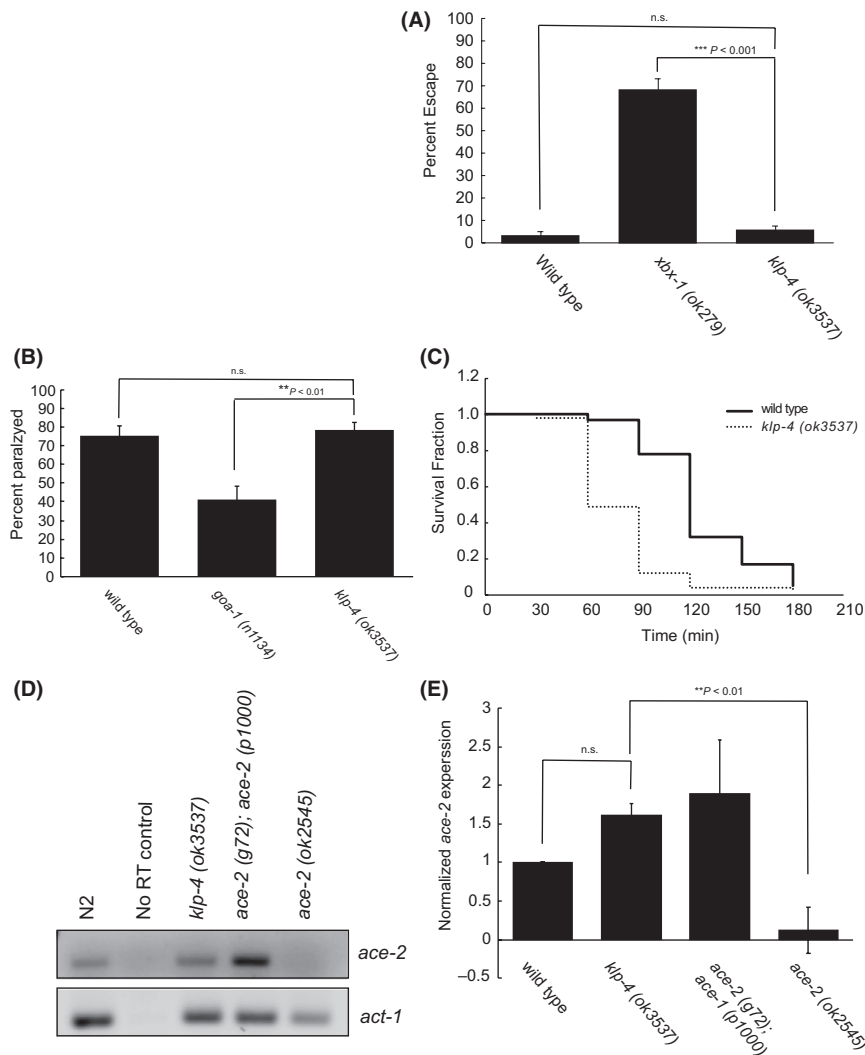 (A)
n.s.
*** P < 0.001
Percent Escape
100
90
80
70
60
50
40
30
20
10
0
Wild type
xbx-1 (ok279)
klp-4 (ok3537)
(B)
n.s.
**P < 0.01
Percent paralzyed
100
90
80
70
60
50
40
30
20
10
0
wild type
goa-1 (n1134)
klp-4 (ok3537)
(C)
Survival Fraction
1.2
1.0
0.8
0.6
0.4
0.2
0
30
60
90
120
150
180
210
Time (min)
wild type
klp-4 (ok3537)
(D)
N2
No RT control
klp-4 (ok3537)
ace-2 (g72); ace-2 (p1000)
ace-2 (ok2545)
ace-2
act-1
(E)
**P < 0.01
n.s.
Normalized ace-2 experssion
3
2.5
2
1.5
1
0.5
0
–0.5
wild type
klp-4 (ok3537)
ace-2 (g72);
ace-1 (p1000)
ace-2 (ok2545)